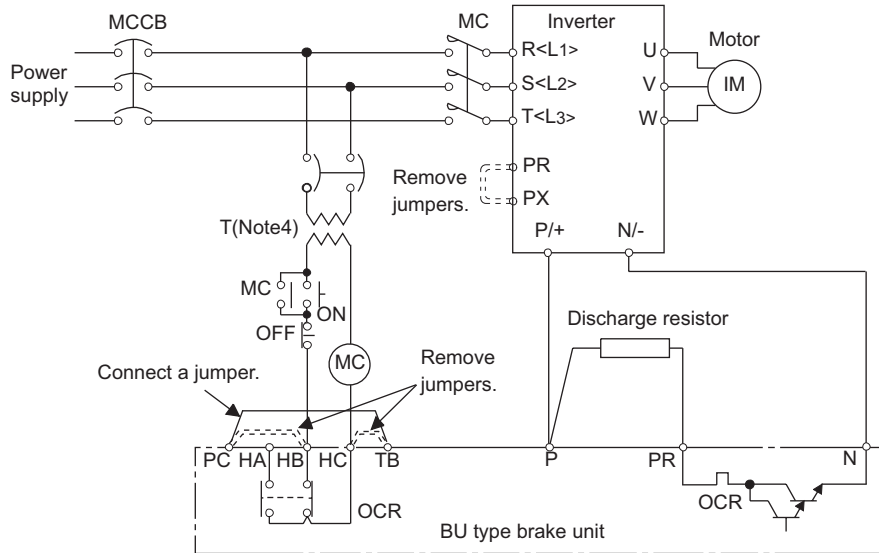 MCCB
MC
Inverter
Motor
Power
supply
R<L1>
S<L2>
T<L3>
U
V
W
IM
PR
PX
Remove
jumpers.
P/+
N/-
T(Note4)
MC
ON
OFF
MC
Discharge resistor
Connect a jumper.
Remove
jumpers.
PC
HA
HB
HC
TB
P
PR
N
OCR
OCR
BU type brake unit